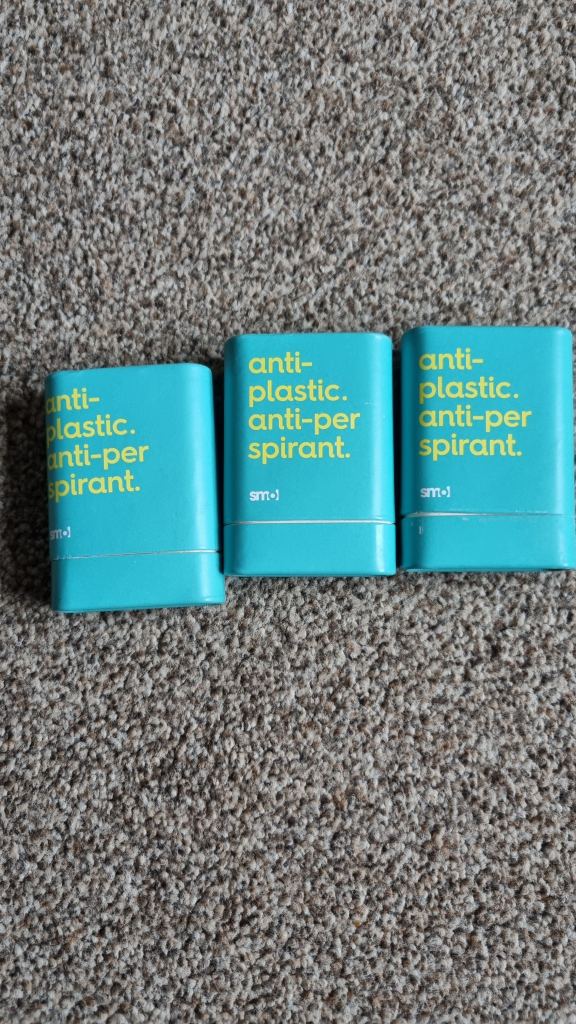 anti-
plastic.
anti-per
spirant.
smol
anti-
plastic.
anti-per
spirant.
smol
anti-
plastic.
anti-per
spirant.
smol